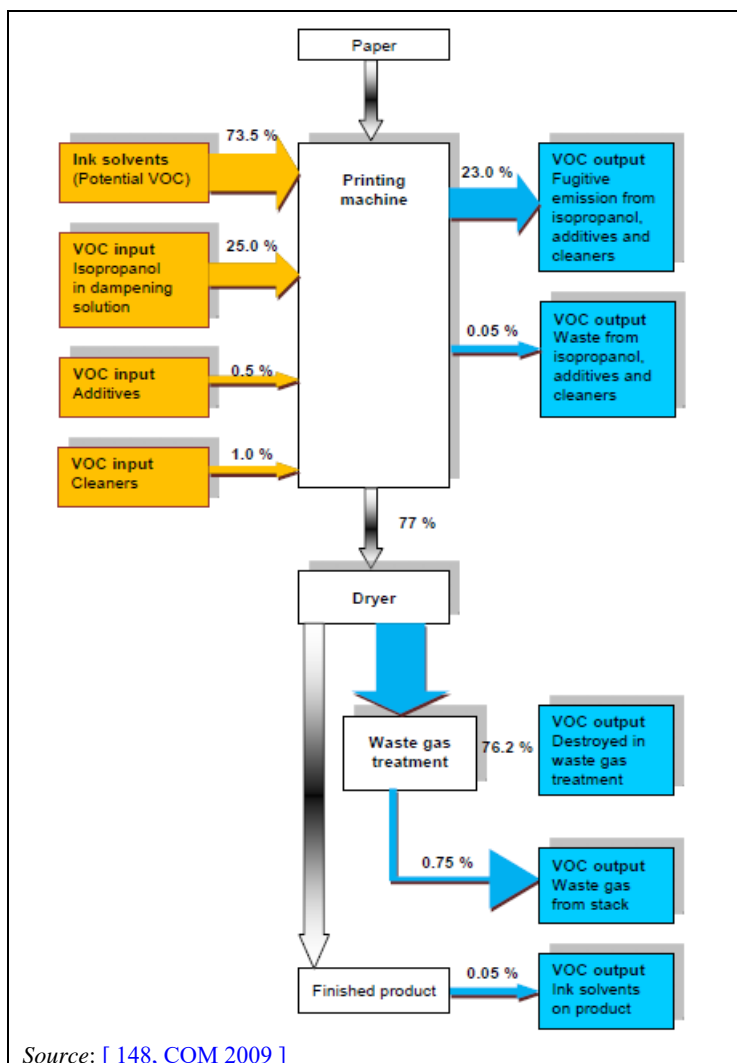 Paper
73.5 %
Ink solvents
(Potential VOC)
Printing
machine
23.0 %
VOC output
Fugitive
emission from
isopropanol,
additives and
cleaners
VOC input
Isopropanol
in dampening
solution
25.0 %
0.05 %
VOC output
Waste from
isopropanol,
additives and
cleaners
VOC input
Additives
0.5 %
VOC input
Cleaners
1.0 %
77 %
Dryer
Waste gas
treatment
76.2 %
VOC output
Destroyed in
waste gas
treatment
0.75 %
VOC output
Waste gas
from stack
Finished product
0.05 %
VOC output
Ink solvents
on product
Source: [ 148, COM 2009 ]